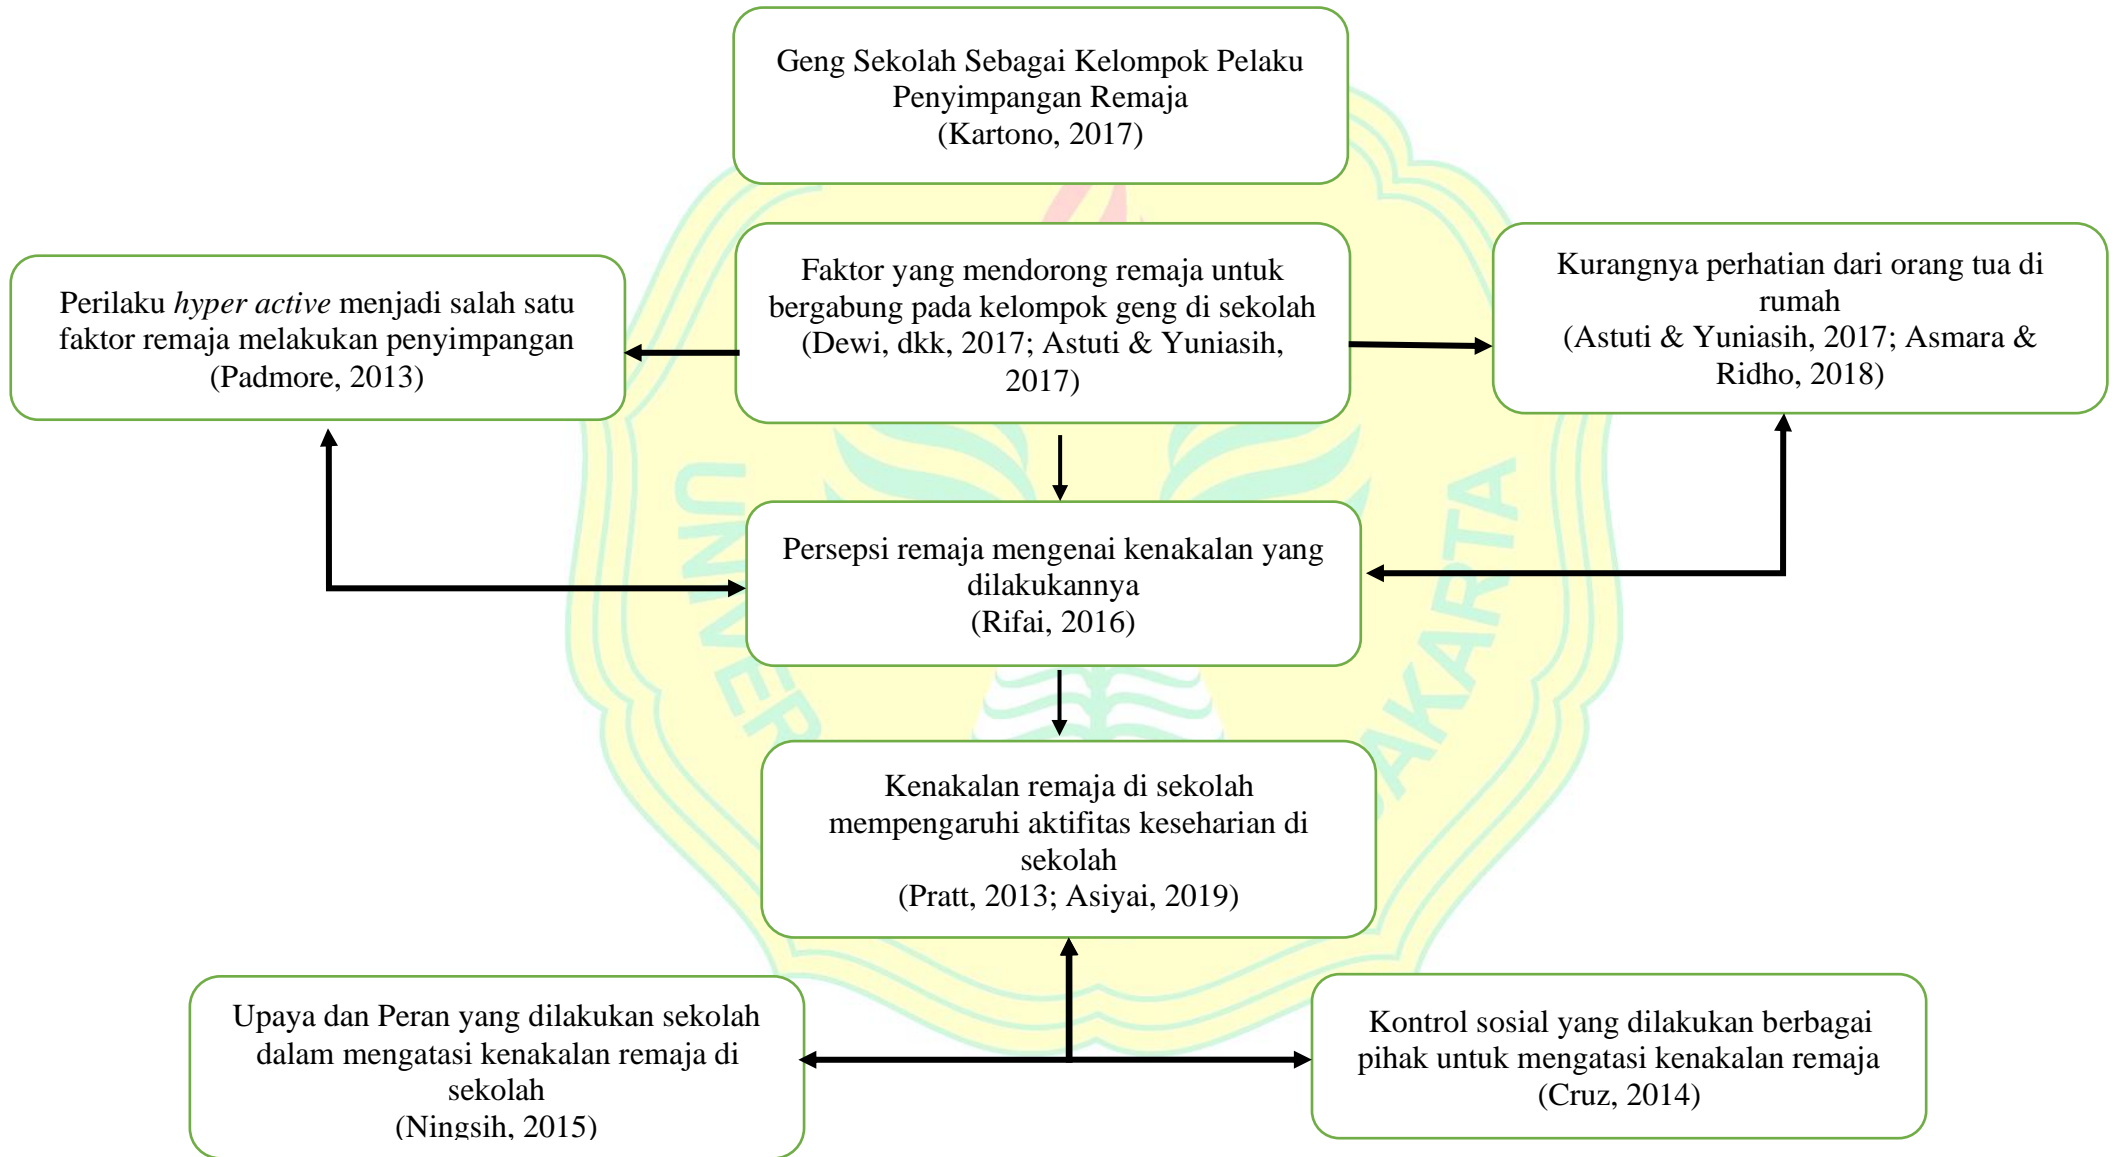 Geng Sekolah Sebagai Kelompok Pelaku
Penyimpangan Remaja
(Kartono, 2017)
Perilaku hyper active menjadi salah satu
faktor remaja melakukan penyimpangan
(Padmore, 2013)
Faktor yang mendorong remaja untuk
bergabung pada kelompok geng di sekolah
(Dewi, dkk, 2017; Astuti & Yuniasih,
2017)
Kurangnya perhatian dari orang tua di
rumah
(Astuti & Yuniasih, 2017; Asmara &
Ridho, 2018)
Persepsi remaja mengenai kenakalan yang
dilakukannya
(Rifai, 2016)
Kenakalan remaja di sekolah
mempengaruhi aktifitas keseharian di
sekolah
(Pratt, 2013; Asiyai, 2019)
Upaya dan Peran yang dilakukan sekolah
dalam mengatasi kenakalan remaja di
sekolah
(Ningsih, 2015)
Kontrol sosial yang dilakukan berbagai
pihak untuk mengatasi kenakalan remaja
(Cruz, 2014)